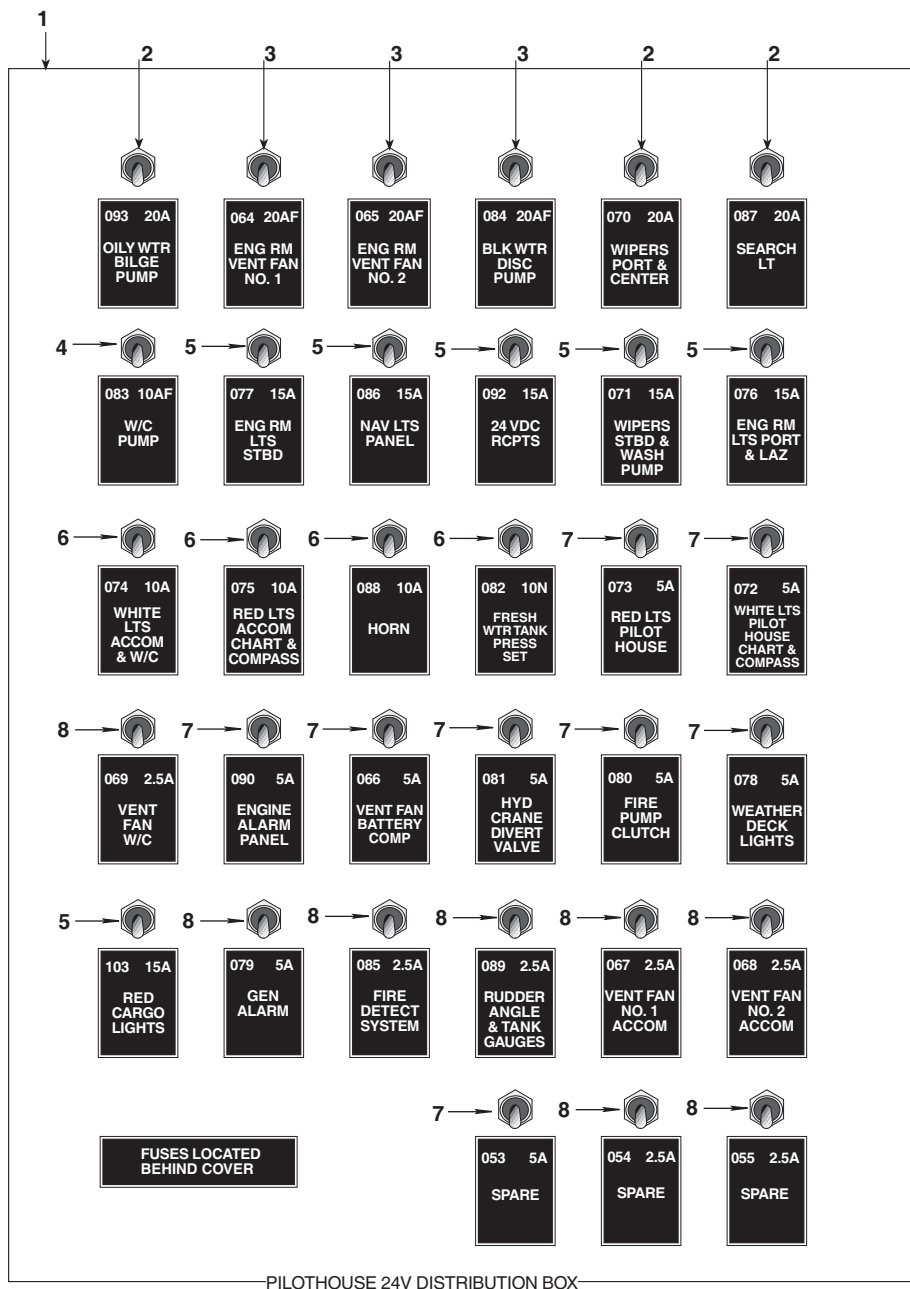 1
2 3 3 3 2 2
093 20A
OILY WTR
BILGE
PUMP
064 20AF
ENG RM
VENT FAN
NO. 1
065 20AF
ENG RM
VENT FAN
NO. 2
084 20AF
BLK WTR
DISC
PUMP
070 20A
WIPERS
PORT &
CENTER
087 20A
SEARCH
LT
4 5 5 5 5 5
083 10AF
W/C
PUMP
077 15A
ENG RM
LTS
STBD
086 15A
NAV LTS
PANEL
092 15A
24 VDC
RCPTS
071 15A
WIPERS
STBD &
WASH
PUMP
076 15A
ENG RM
LTS PORT
& LAZ
6 6 6 6 7 7
074 10A
WHITE
LTS
ACCOM
& W/C
075 10A
RED LTS
ACCOM
CHART &
COMPASS
088 10A
HORN
082 10N
FRESH
WTR TANK
PRESS
SET
073 5A
RED LTS
PILOT
HOUSE
072 5A
WHITE LTS
PILOT
HOUSE
CHART &
COMPASS
8 7 7 7 7 7
069 2.5A
VENT
FAN
W/C
090 5A
ENGINE
ALARM
PANEL
066 5A
VENT FAN
BATTERY
COMP
081 5A
HYD
CRANE
DIVERT
VALVE
080 5A
FIRE
PUMP
CLUTCH
078 5A
WEATHER
DECK
LIGHTS
5 8 8 8 8 8
103 15A
RED
CARGO
LIGHTS
079 5A
GEN
ALARM
085 2.5A
FIRE
DETECT
SYSTEM
089 2.5A
RUDDER
ANGLE
& TANK
GAUGES
067 2.5A
VENT FAN
NO. 1
ACCOM
068 2.5A
VENT FAN
NO. 2
ACCOM
7 8 8
FUSES LOCATED
BEHIND COVER
053 5A
SPARE
054 2.5A
SPARE
055 2.5A
SPARE
PILOTHOUSE 24V DISTRIBUTION BOX